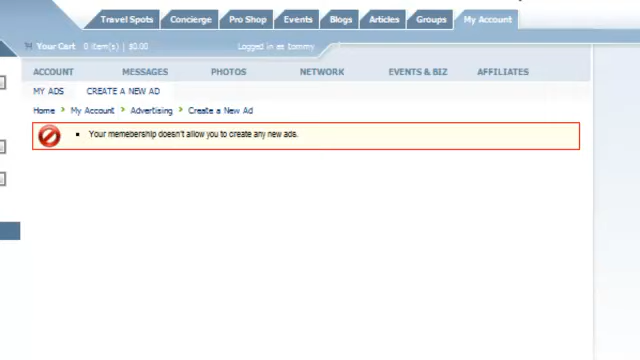 Travel Spots Concierge Pro Shop Events Blogs Articles Groups My Account
Your Cart 0 item(s) | $0.00 Logged in as tommy
ACCOUNT MESSAGES PHOTOS NETWORK EVENTS & BIZ AFFILIATES
MY ADS CREATE A NEW AD
Home > My Account > Advertising > Create a New Ad
Your memebership doesn't allow you to create any new ads.